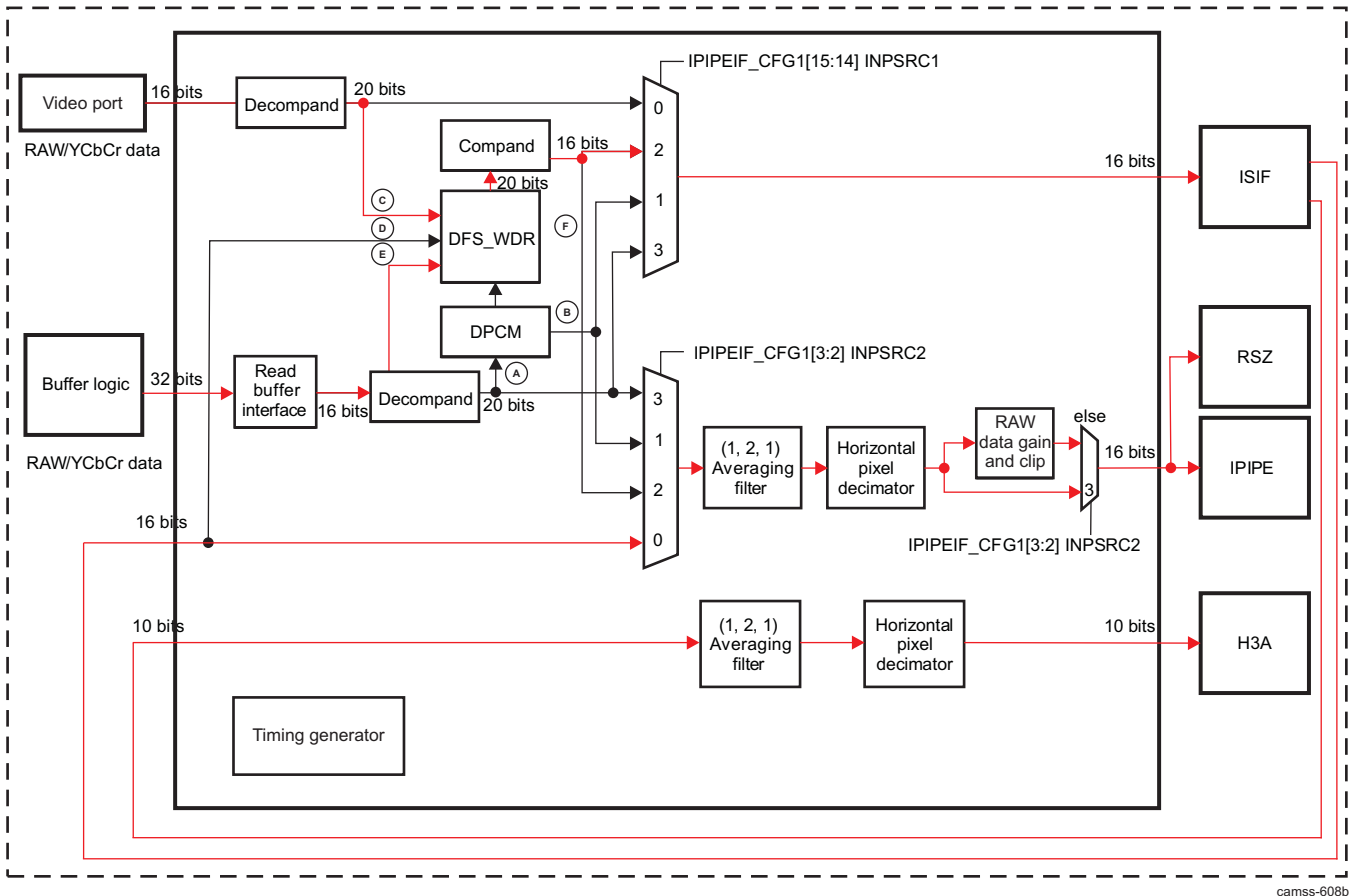 IPIPEIF_CFG1[15:14] INPSRC1
Video port
16 bits
Decompand
20 bits
0
RAW/YCbCr data
Compand
16 bits
2
20 bits
16 bits
ISIF
C
D
E
F
DFS_WDR
1
3
DPCM
B
IPIPEIF_CFG1[3:2] INPSRC2
RSZ
Buffer logic
32 bits
Read
buffer
interface
16 bits
Decompand
A
20 bits
3
1
2
0
RAW/YCbCr data
(1, 2, 1)
Averaging
filter
Horizontal
pixel
decimator
RAW
data gain
and clip
else
3
16 bits
IPIPE
IPIPEIF_CFG1[3:2] INPSRC2
16 bits
10 bits
(1, 2, 1)
Averaging
filter
Horizontal
pixel
decimator
10 bits
H3A
Timing generator
camss-608b